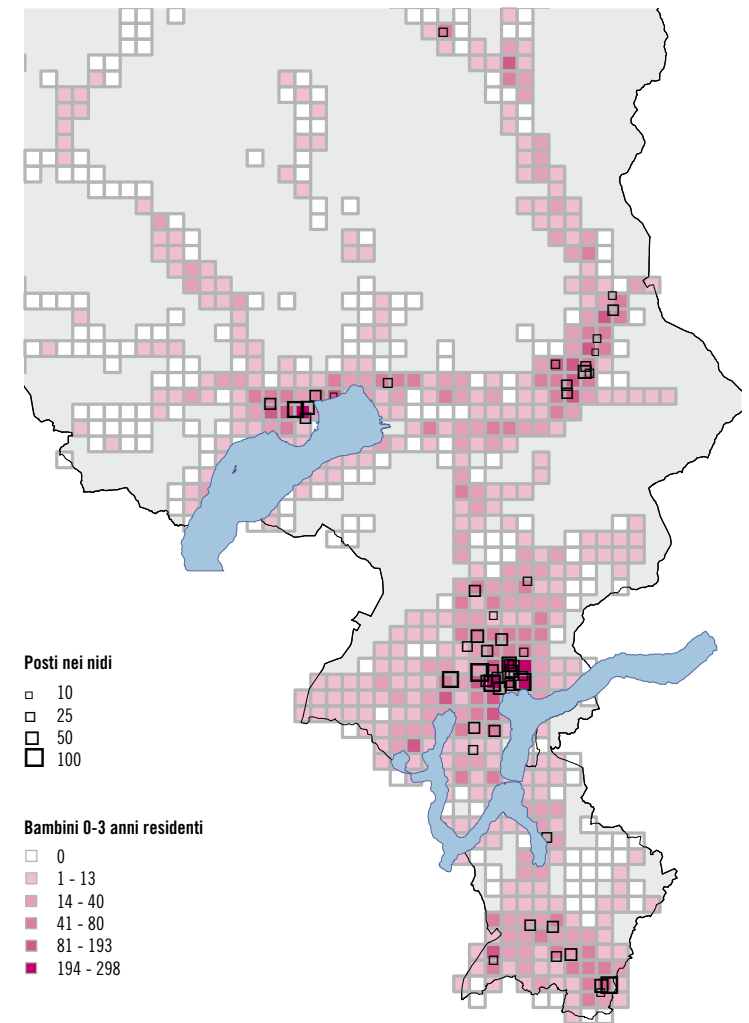 Posti nei nidi
10
25
50
100
Bambini 0-3 anni residenti
0
1 - 13
14 - 40
41 - 80
81 - 193
194 - 298